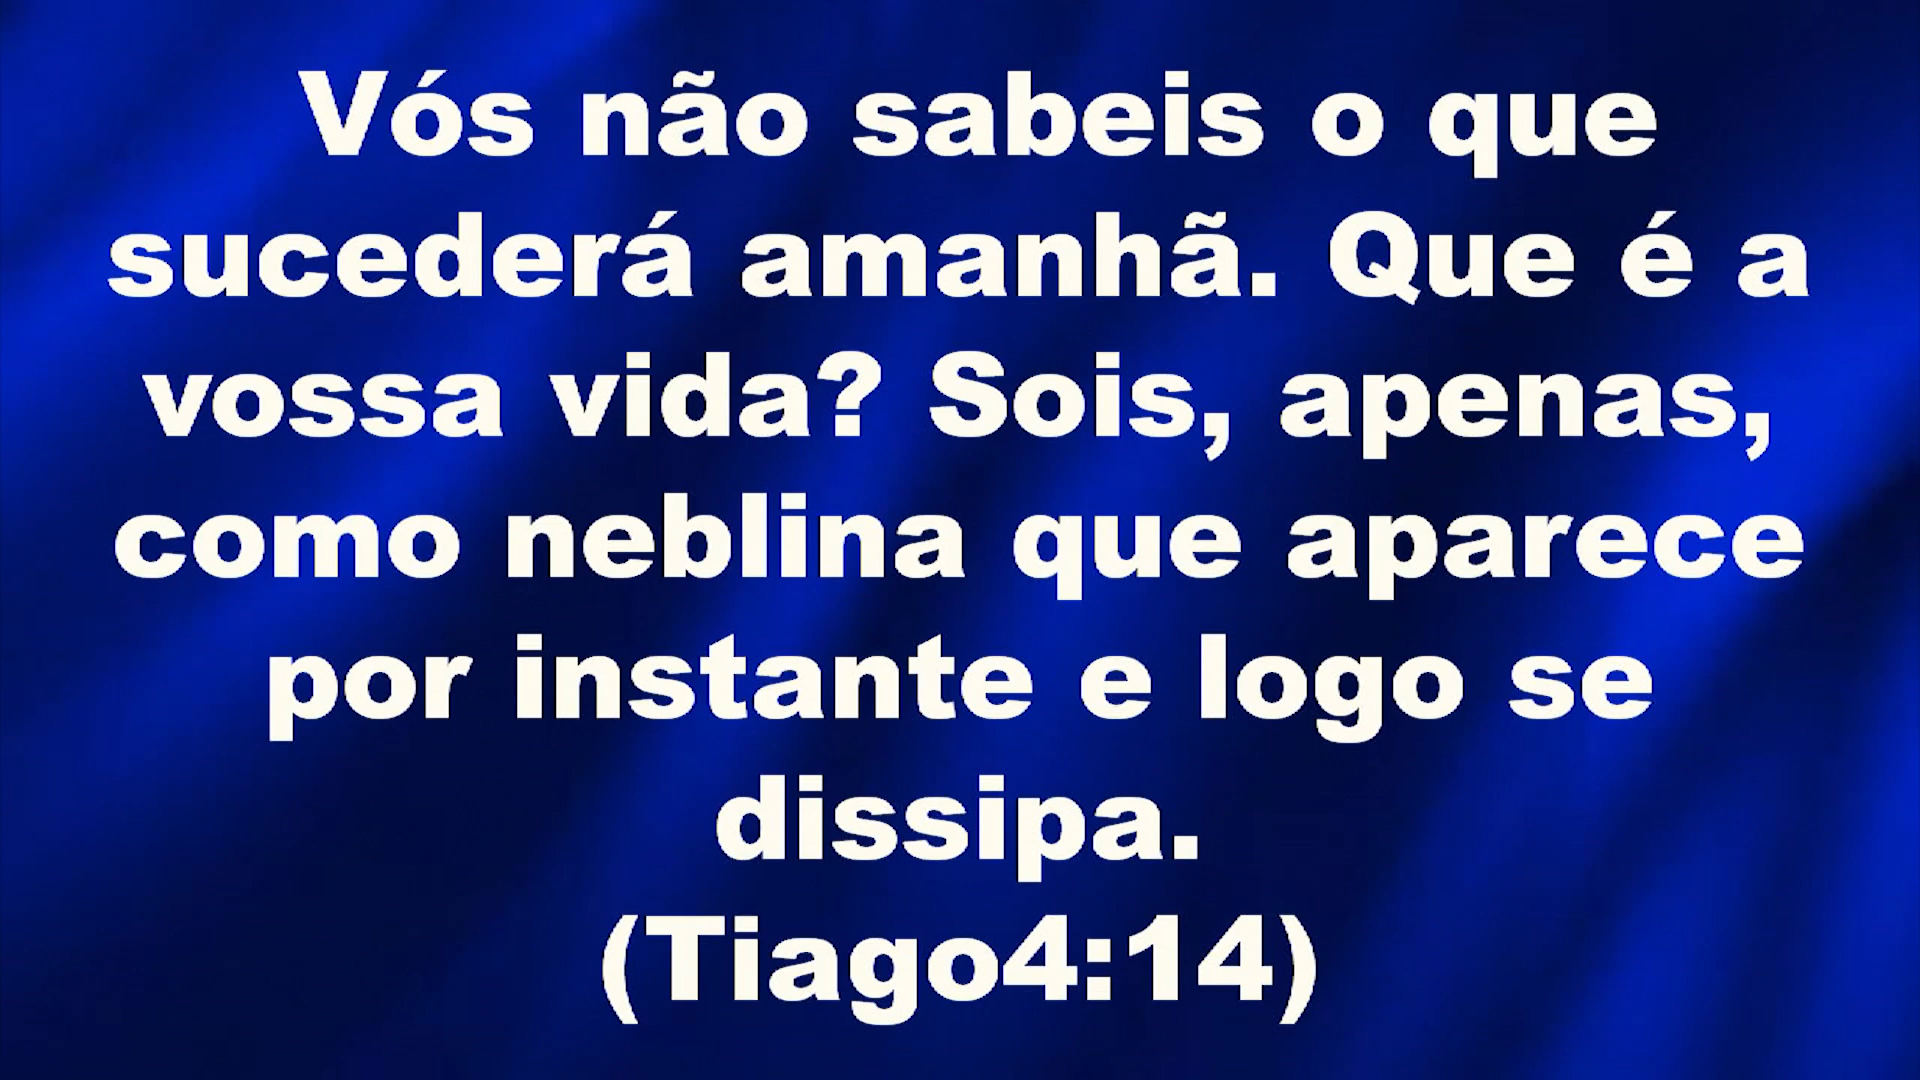 Vós não sabeis o que
sucederá amanhã. Que é a
vossa vida? Sois, apenas,
como neblina que aparece
por instante e logo se
dissipa.
(Tiago4:14)